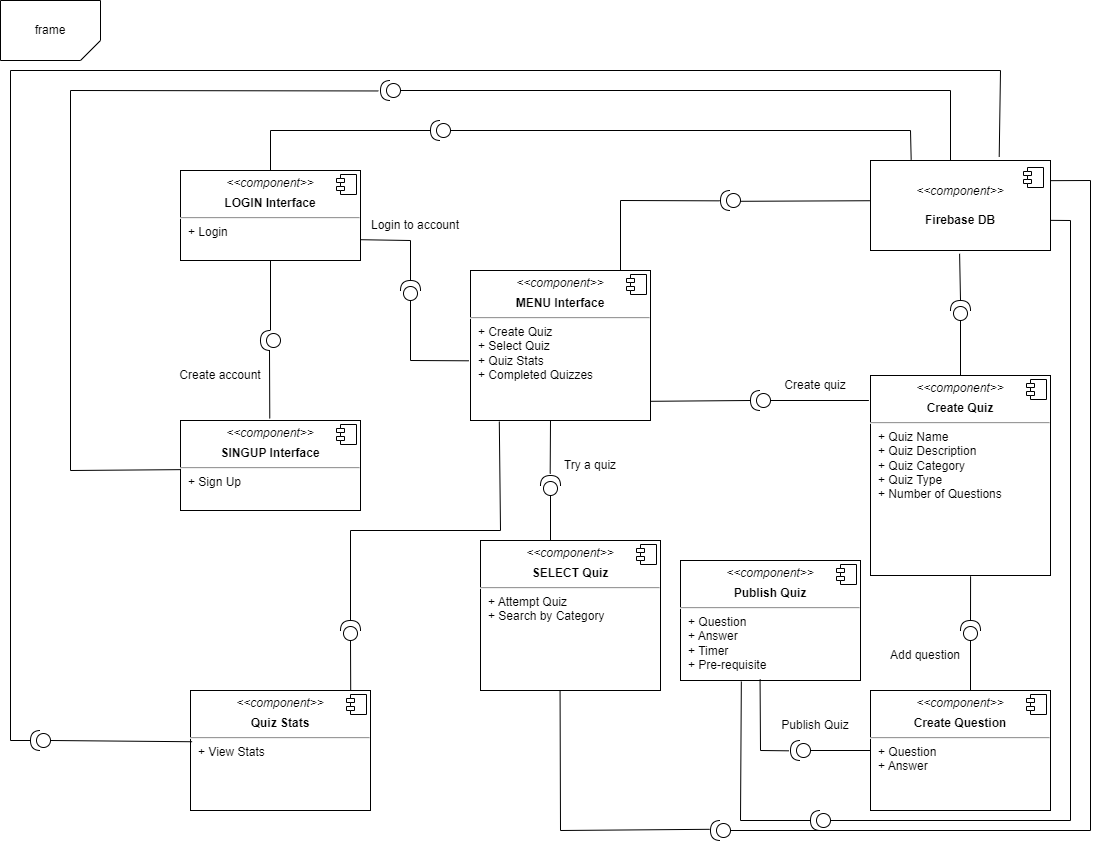 frame
<<component>>
LOGIN Interface
+ Login
Login to account
<<component>>
Firebase DB
<<component>>
MENU Interface
+ Create Quiz
+ Select Quiz
+ Quiz Stats
+ Completed Quizzes
Create account
Create quiz
<<component>>
Create Quiz
+ Quiz Name
+ Quiz Description
+ Quiz Category
+ Quiz Type
+ Number of Questions
<<component>>
SINGUP Interface
+ Sign Up
Try a quiz
<<component>>
SELECT Quiz
+ Attempt Quiz
+ Search by Category
<<component>>
Publish Quiz
+ Question
+ Answer
+ Timer
+ Pre-requisite
Add question
<<component>>
Quiz Stats
+ View Stats
Publish Quiz
<<component>>
Create Question
+ Question
+ Answer